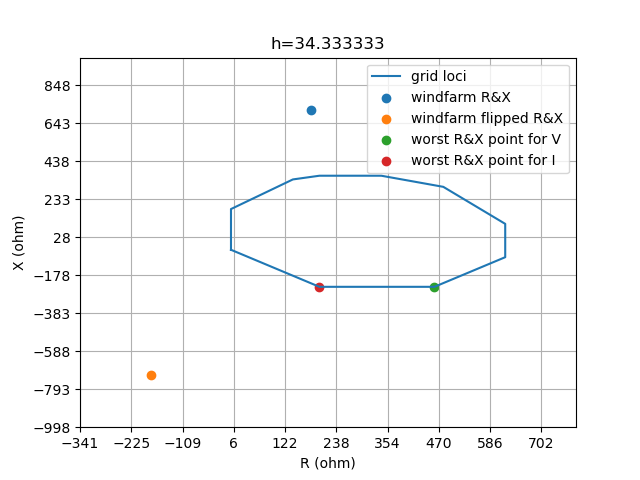 h=34.333333
grid loci
windfarm R&X
windfarm flipped R&X
worst R&X point for V
worst R&X point for I
X (ohm)
848
643
438
233
28
−178
−383
−588
−793
−998
−341 −225 −109 6 122 238 354 470 586 702
R (ohm)